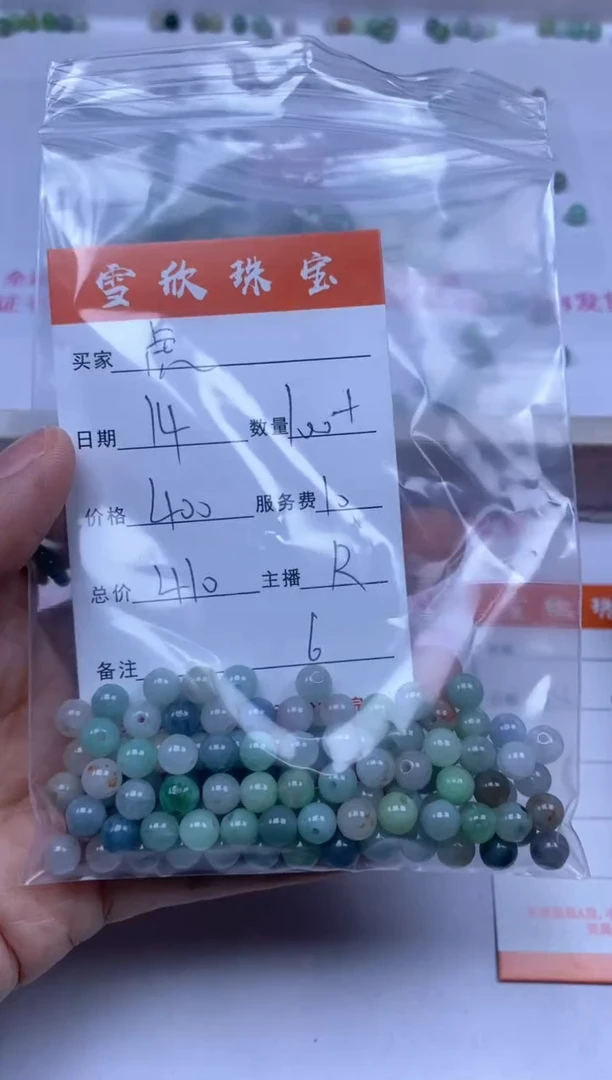 雪欣珠宝
买家
日期 14 数量 100+
价格 400 服务费 10
总价 410 主播 R
备注 6